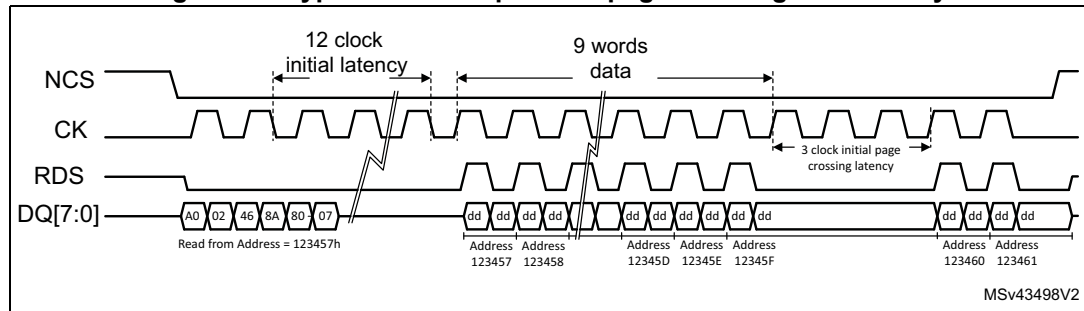 12 clock
initial latency
9 words
data
NCS
CK
3 clock initial page
crossing latency
RDS
DQ[7:0]
A0 02 46 8A 80 07 dd dd dd dd dd dd dd dd dd dd dd dd dd dd
Read from Address = 123457h
Address
123457
Address
123458
Address
12345D
Address
12345E
Address
12345F
Address
123460
Address
123461
MSv43498V2